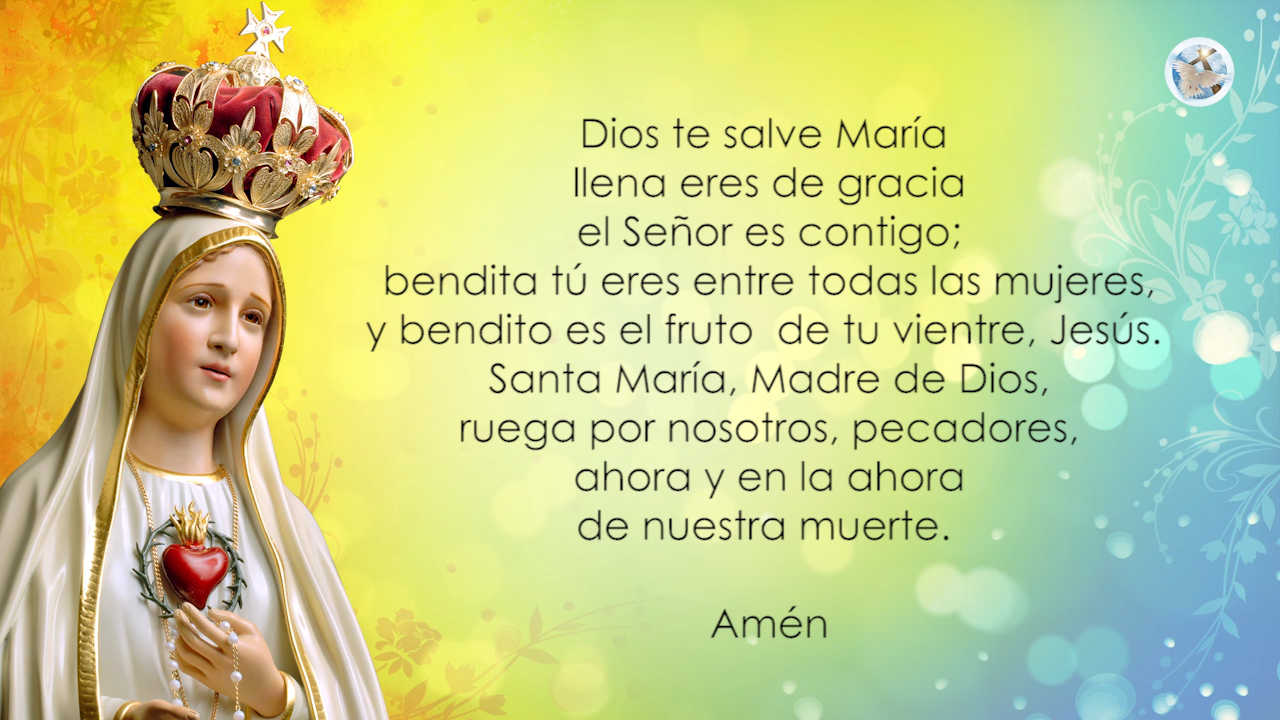 Dios te salve María
llena eres de gracia
el Señor es contigo;
bendita tú eres entre todas las mujeres,
y bendito es el fruto  de tu vientre, Jesús.
Santa María, Madre de Dios,
ruega por nosotros, pecadores,
ahora y en la ahora
de nuestra muerte.
Amén